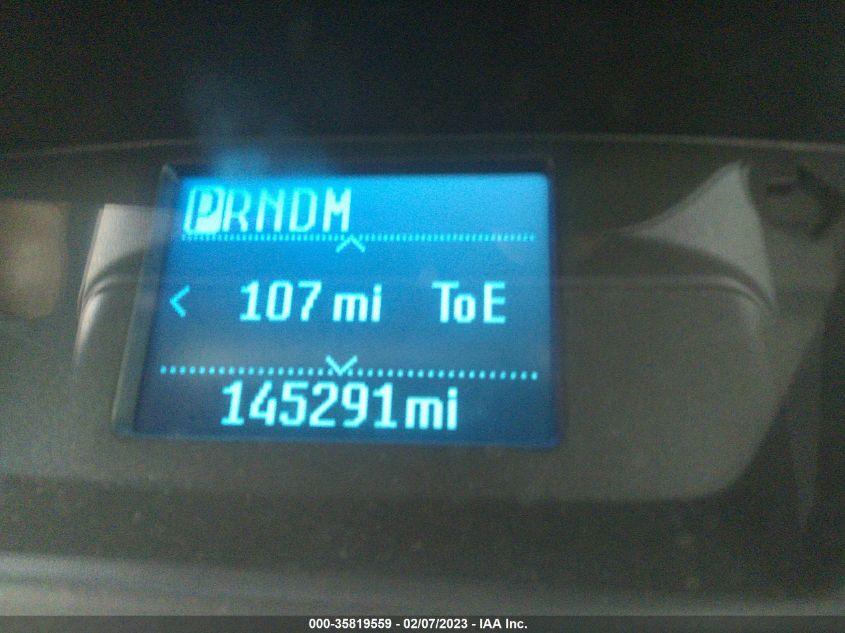 PRNDM
107 mi ToE
145291mi
000-35819559 - 02/07/2023 - IAA Inc.